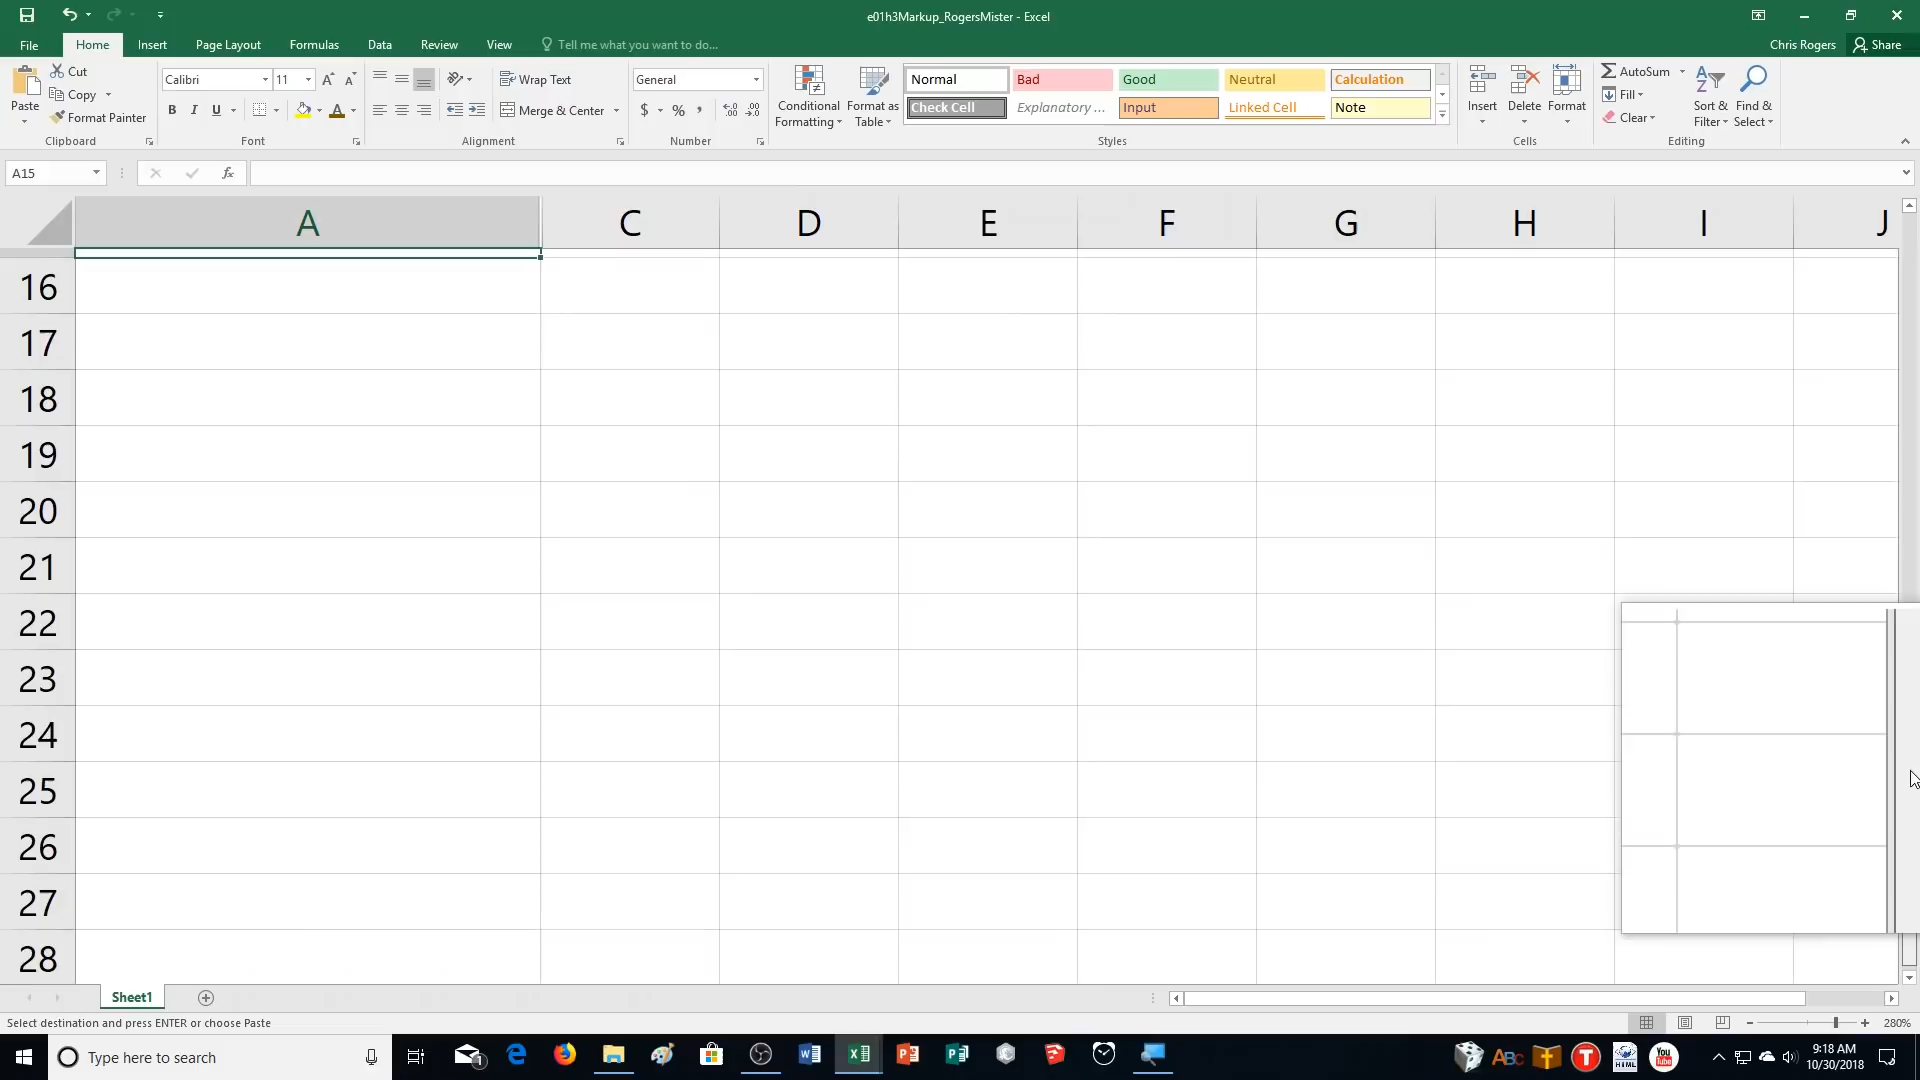 e01h3Markup_RogersMister - Excel
File Home Insert Page Layout Formulas Data Review View Tell me what you want to do... Chris Rogers Share
Paste Cut Copy Format Painter
Clipboard
Calibri 11 A A
B I U A
Font
Wrap Text
Merge & Center
Alignment
General
$ % ,
Number
Conditional Formatting Format as Table
Normal Bad Good Neutral Calculation
Check Cell Explanatory ... Input Linked Cell Note
Styles
Insert Delete Format
Cells
AutoSum
Fill
Clear
Sort & Filter Find & Select
Editing
A15 fx
A C D E F G H I J
16
17
18
19
20
21
22
23
24
25
26
27
28
Sheet1
Select destination and press ENTER or choose Paste 280%
Type here to search
9:18 AM
10/30/2018